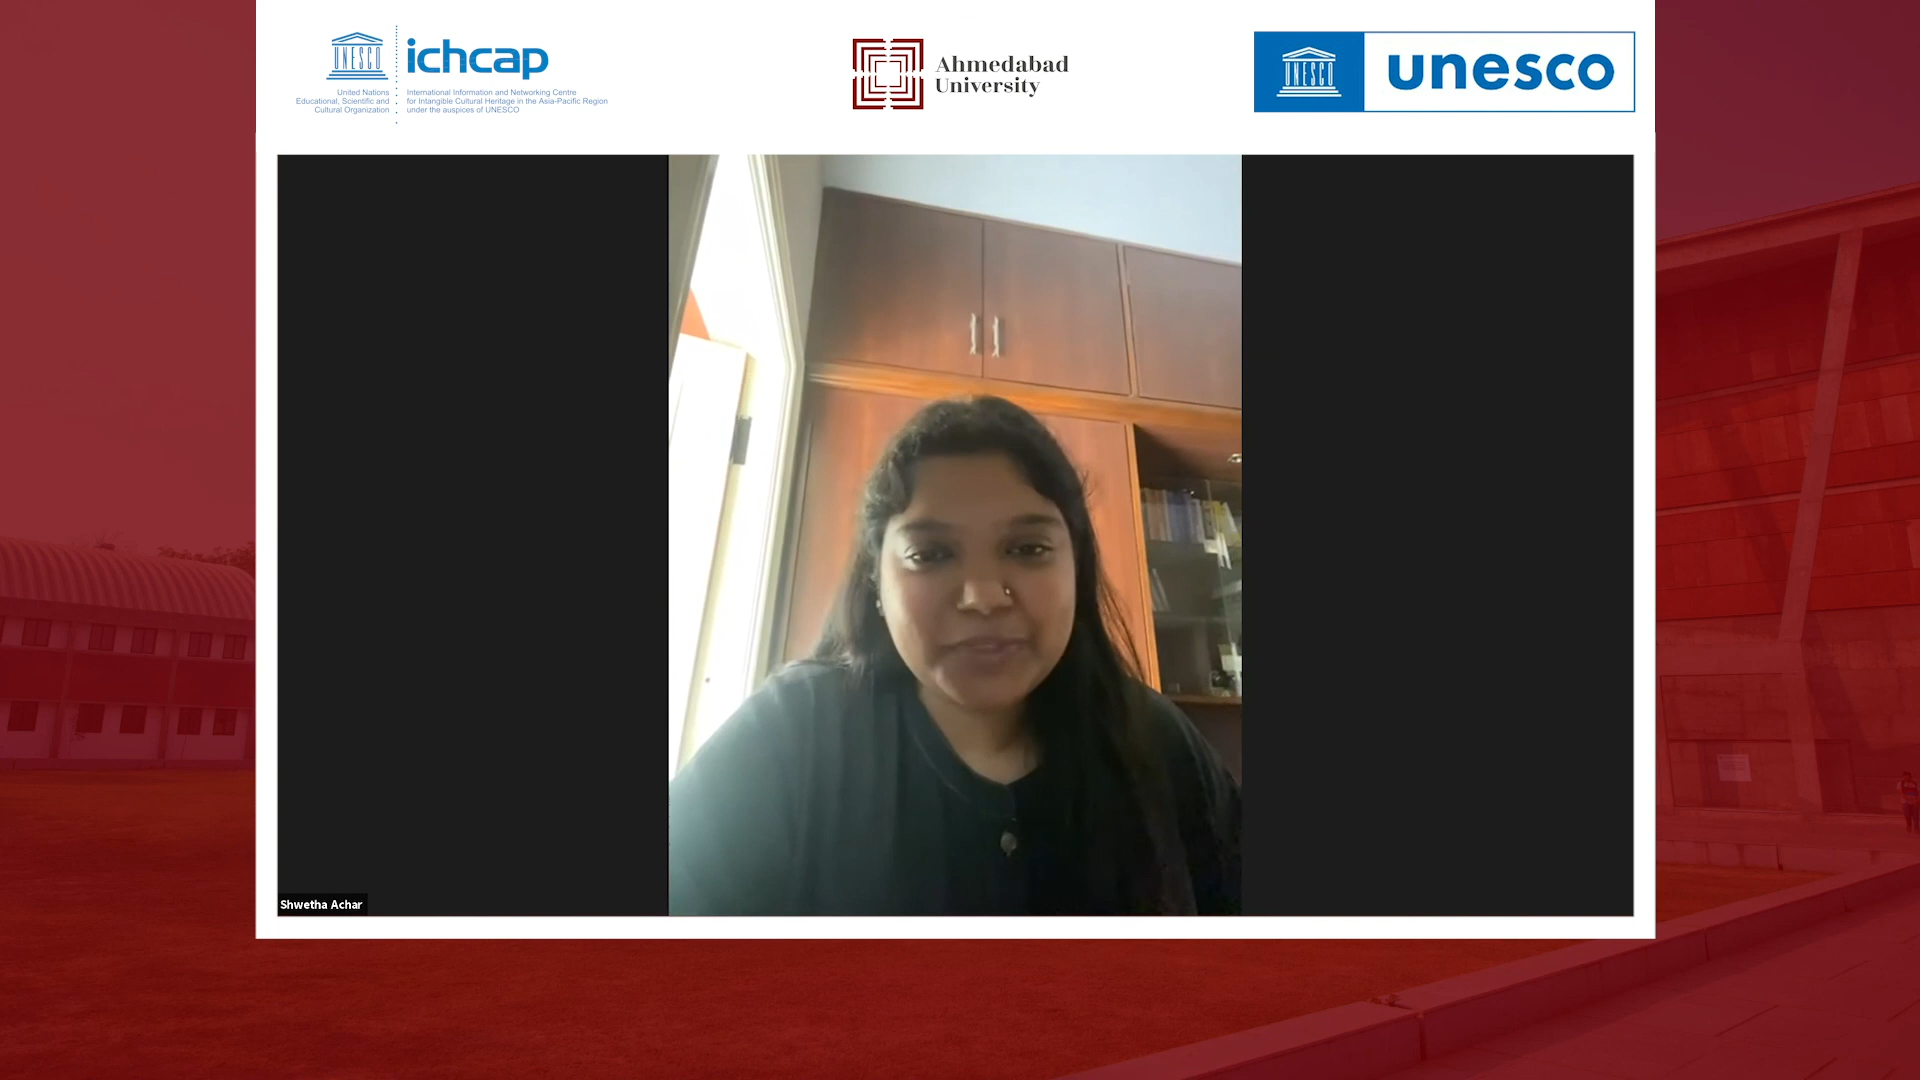 UNESCO
United Nations
Educational, Scientific and
Cultural Organization
ichcap
International Information and Networking Centre
for Intangible Cultural Heritage in the Asia-Pacific Region
under the auspices of UNESCO
Ahmedabad
University
UNESCO
unesco
Shwetha Achar